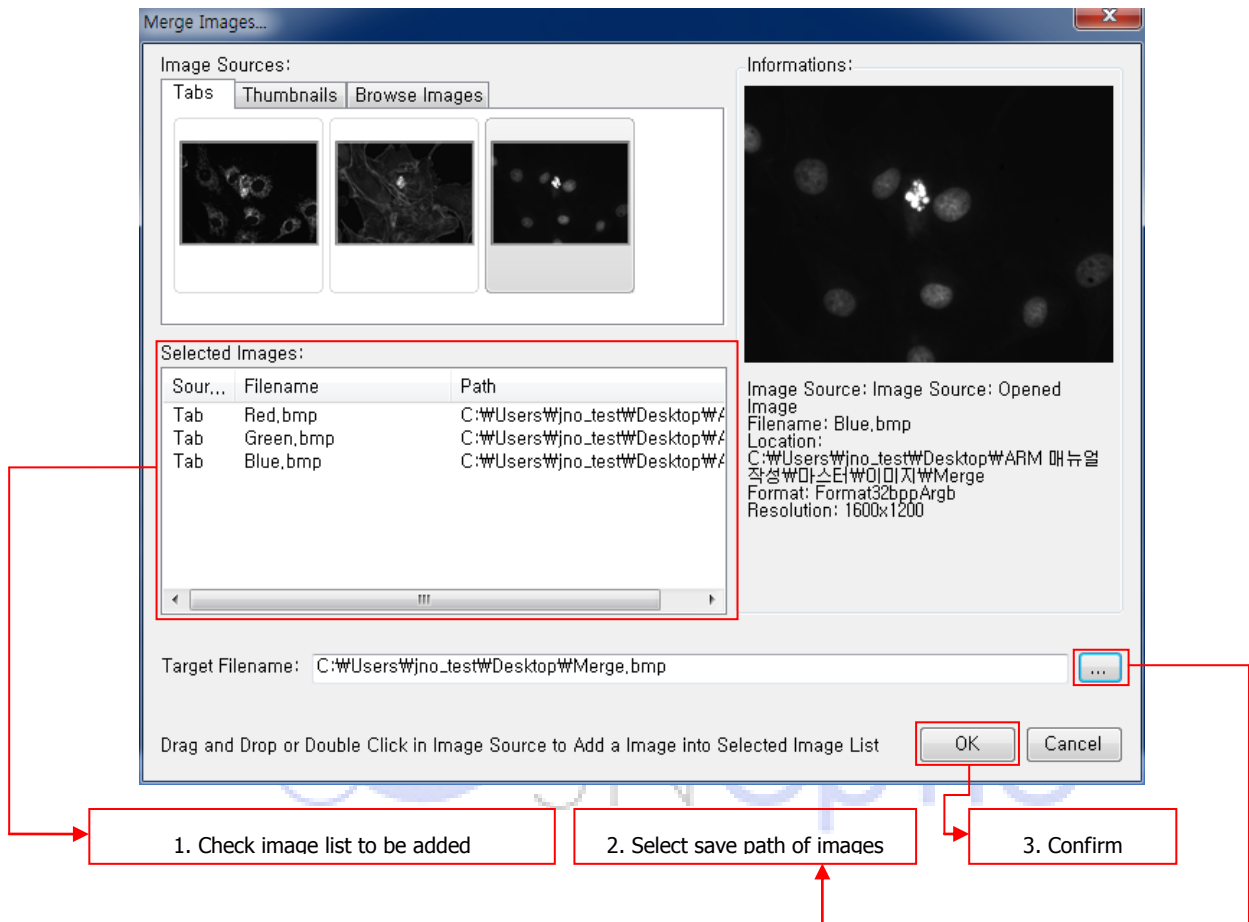 Merge Images...
Image Sources:
Tabs Thumbnails Browse Images
Selected Images:
Sour... Filename Path
Tab Red.bmp C:₩Users₩jno_test₩Desktop₩A
Tab Green.bmp C:₩Users₩jno_test₩Desktop₩A
Tab Blue.bmp C:₩Users₩jno_test₩Desktop₩A
Informations:
Image Source: Image Source: Opened
Image
Filename: Blue.bmp
Location:
C:₩Users₩jno_test₩Desktop₩ARM 매뉴얼
작성₩마스터₩이미지₩Merge
Format: Format32bppArgb
Resolution: 1600x1200
Target Filename: C:₩Users₩jno_test₩Desktop₩Merge.bmp ...
Drag and Drop or Double Click in Image Source to Add a Image into Selected Image List OK Cancel
1. Check image list to be added 2. Select save path of images 3. Confirm